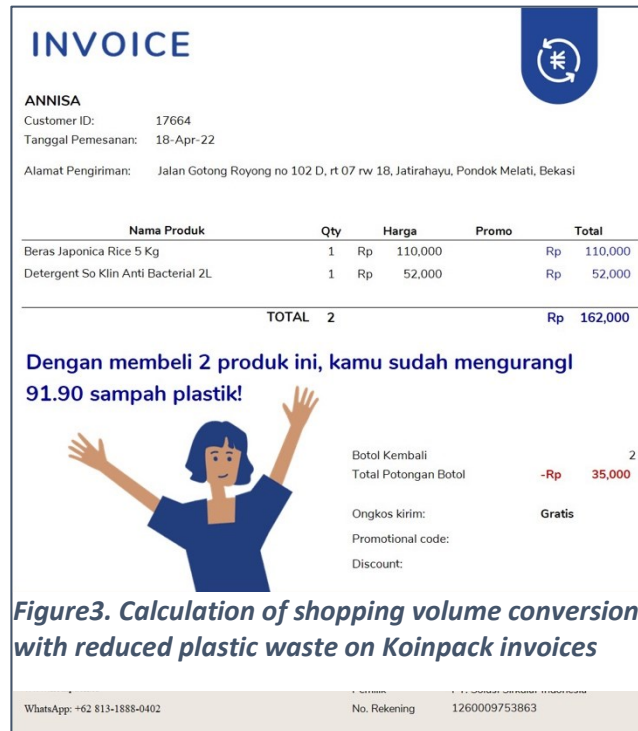 INVOICE
ANNISA
Customer ID: 17664
Tanggal Pemesanan: 18-Apr-22
Alamat Pengiriman: Jalan Gotong Royong no 102 D, rt 07 rw 18, Jatirahayu, Pondok Melati, Bekasi
Nama Produk Qty Harga Promo Total
Beras Japonica Rice 5 Kg 1 Rp 110,000 Rp 110,000
Detergent So Klin Anti Bacterial 2L 1 Rp 52,000 Rp 52,000
TOTAL 2 Rp 162,000
Dengan membeli 2 produk ini, kamu sudah mengurangI
91.90 sampah plastik!
Botol Kembali 2
Total Potongan Botol -Rp 35,000
Ongkos kirim: Gratis
Promotional code:
Discount:
Figure3. Calculation of shopping volume conversion
with reduced plastic waste on Koinpack invoices
WhatsApp: +62 813-1888-0402 No. Rekening 1260009753863